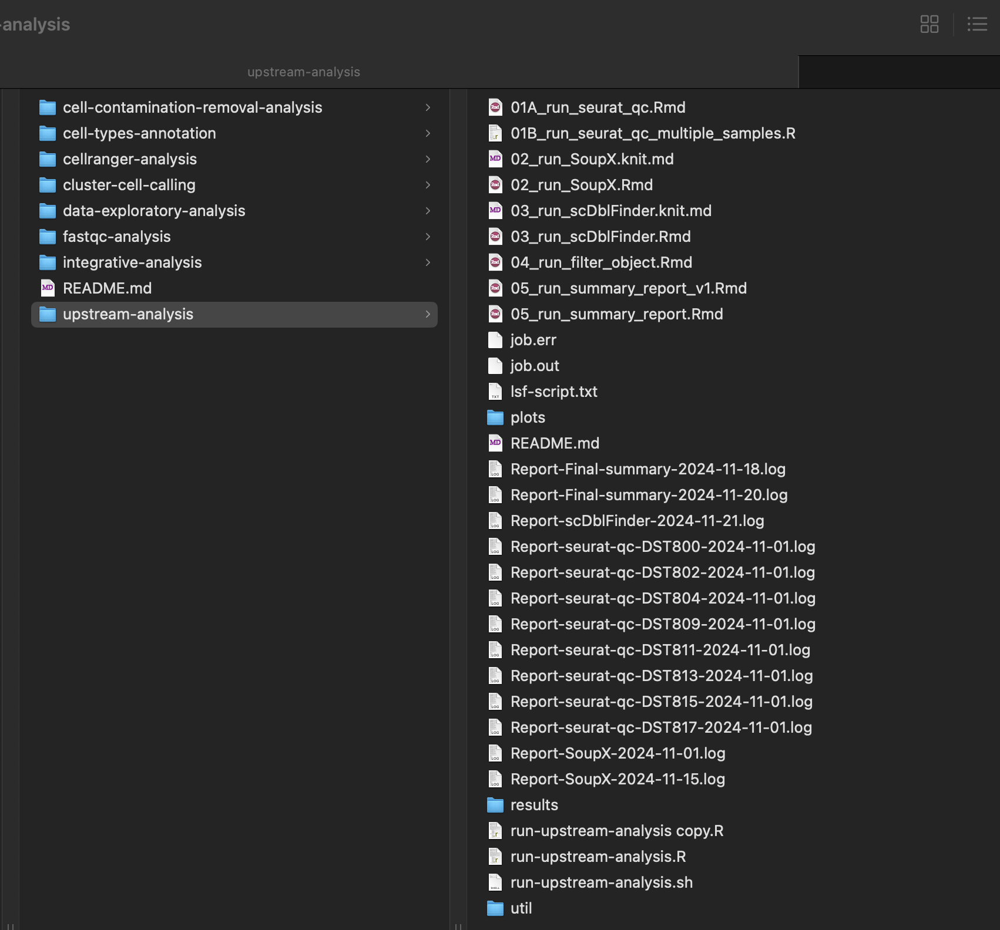 -analysis
upstream-analysis
cell-contamination-removal-analysis
cell-types-annotation
cellranger-analysis
cluster-cell-calling
data-exploratory-analysis
fastqc-analysis
integrative-analysis
README.md
upstream-analysis
01A_run_seurat_qc.Rmd
01B_run_seurat_qc_multiple_samples.R
02_run_SoupX.knit.md
02_run_SoupX.Rmd
03_run_scDblFinder.knit.md
03_run_scDblFinder.Rmd
04_run_filter_object.Rmd
05_run_summary_report_v1.Rmd
05_run_summary_report.Rmd
job.err
job.out
lsf-script.txt
plots
README.md
Report-Final-summary-2024-11-18.log
Report-Final-summary-2024-11-20.log
Report-scDblFinder-2024-11-21.log
Report-seurat-qc-DST800-2024-11-01.log
Report-seurat-qc-DST802-2024-11-01.log
Report-seurat-qc-DST804-2024-11-01.log
Report-seurat-qc-DST809-2024-11-01.log
Report-seurat-qc-DST811-2024-11-01.log
Report-seurat-qc-DST813-2024-11-01.log
Report-seurat-qc-DST815-2024-11-01.log
Report-seurat-qc-DST817-2024-11-01.log
Report-SoupX-2024-11-01.log
Report-SoupX-2024-11-15.log
results
run-upstream-analysis copy.R
run-upstream-analysis.R
run-upstream-analysis.sh
util